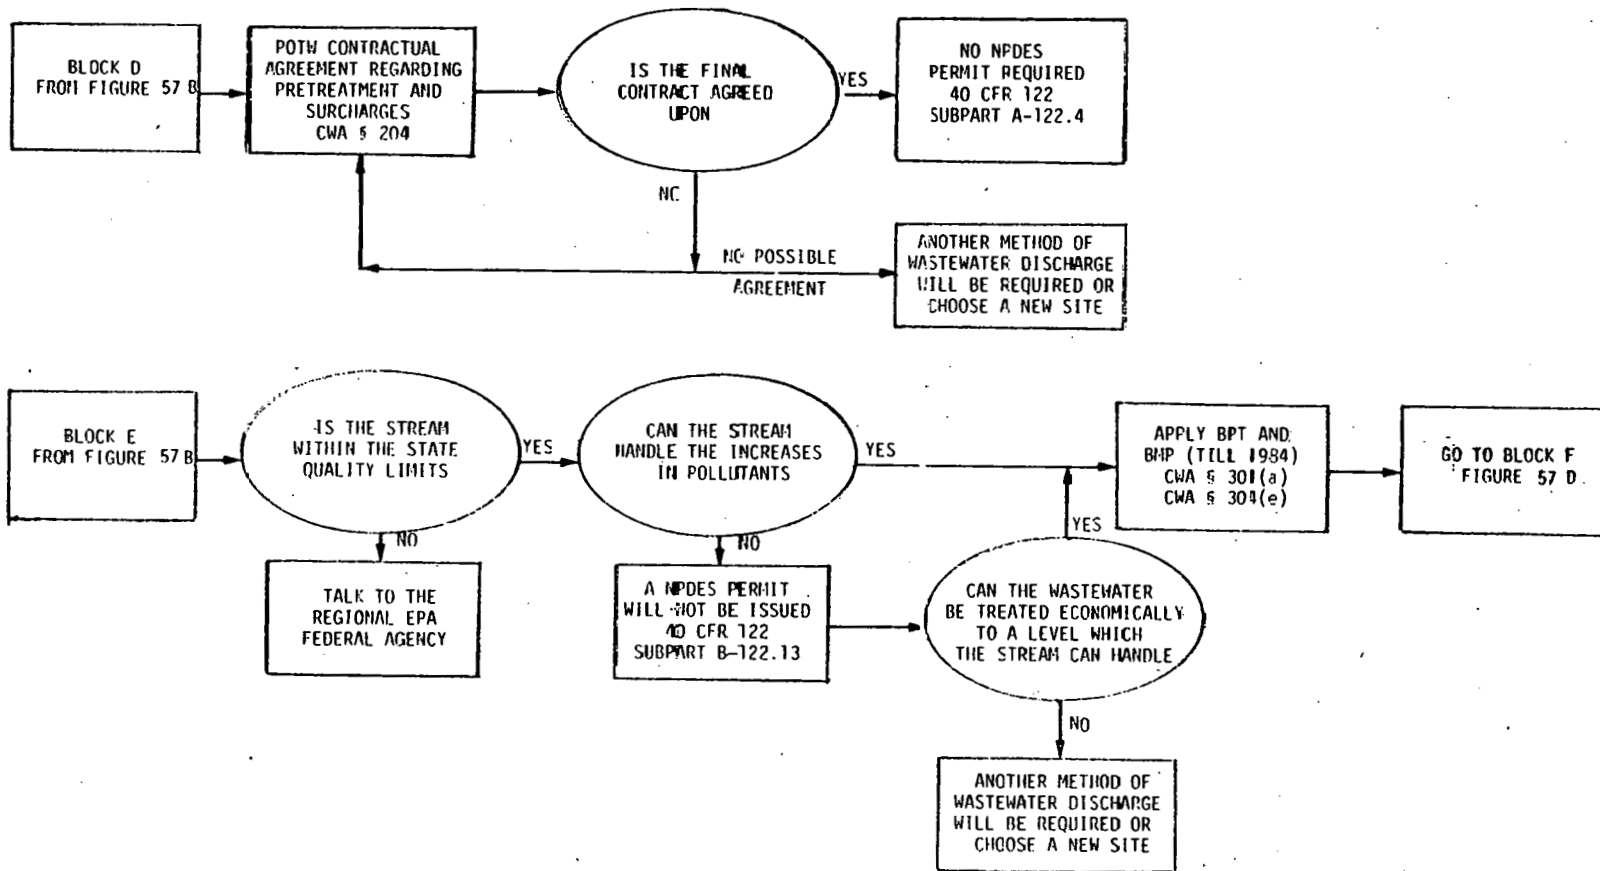 BLOCK D
FROM FIGURE 57 B
POTW CONTRACTUAL
AGREEMENT REGARDING
PRETREATMENT AND
SURCHARGES
CWA § 204
IS THE FINAL
CONTRACT AGREED
UPON
YES
NO NPDES
PERMIT REQUIRED
40 CFR 122
SUBPART A-122.4
NO
NO POSSIBLE
AGREEMENT
ANOTHER METHOD OF
WASTEWATER DISCHARGE
WILL BE REQUIRED OR
CHOOSE A NEW SITE
BLOCK E
FROM FIGURE 57 B
IS THE STREAM
WITHIN THE STATE
QUALITY LIMITS
YES
CAN THE STREAM
HANDLE THE INCREASES
IN POLLUTANTS
YES
APPLY BPT AND
BMP (TILL 1984)
CWA § 301(a)
CWA § 304(e)
GO TO BLOCK F
FIGURE 57 D
NO
TALK TO THE
REGIONAL EPA
FEDERAL AGENCY
NO
A NPDES PERMIT
WILL NOT BE ISSUED
40 CFR 122
SUBPART B-122.13
YES
CAN THE WASTEWATER
BE TREATED ECONOMICALLY
TO A LEVEL WHICH
THE STREAM CAN HANDLE
NO
ANOTHER METHOD OF
WASTEWATER DISCHARGE
WILL BE REQUIRED OR
CHOOSE A NEW SITE